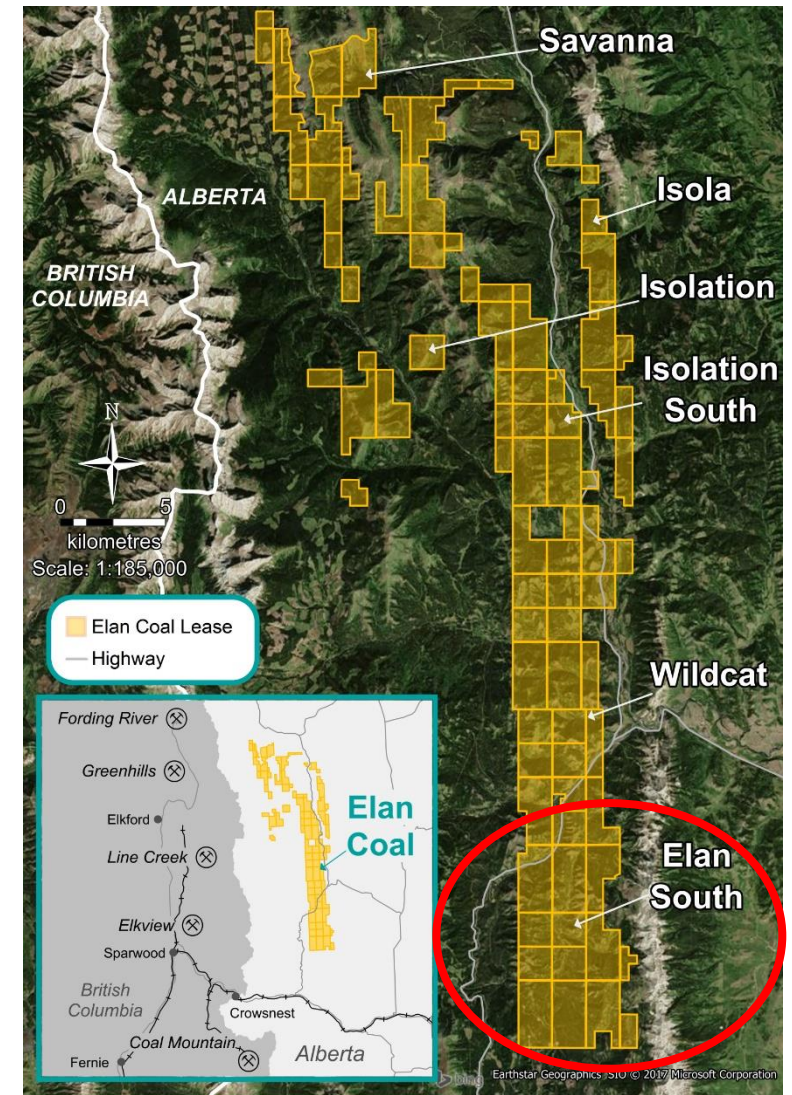 Savanna
ALBERTA
Isola
BRITISH
COLUMBIA
Isolation
Isolation
South
N
0 5
kilometres
Scale: 1:185,000
Elan Coal Lease
Highway
Wildcat
Fording River
Greenhills
Elkford
Elan
Coal
Line Creek
Elkview
Sparwood
British
Columbia
Crowsnest
Coal Mountain
Alberta
Fernie
Elan
South
bing
Earthstar Geographics SIO © 2017 Microsoft Corporation